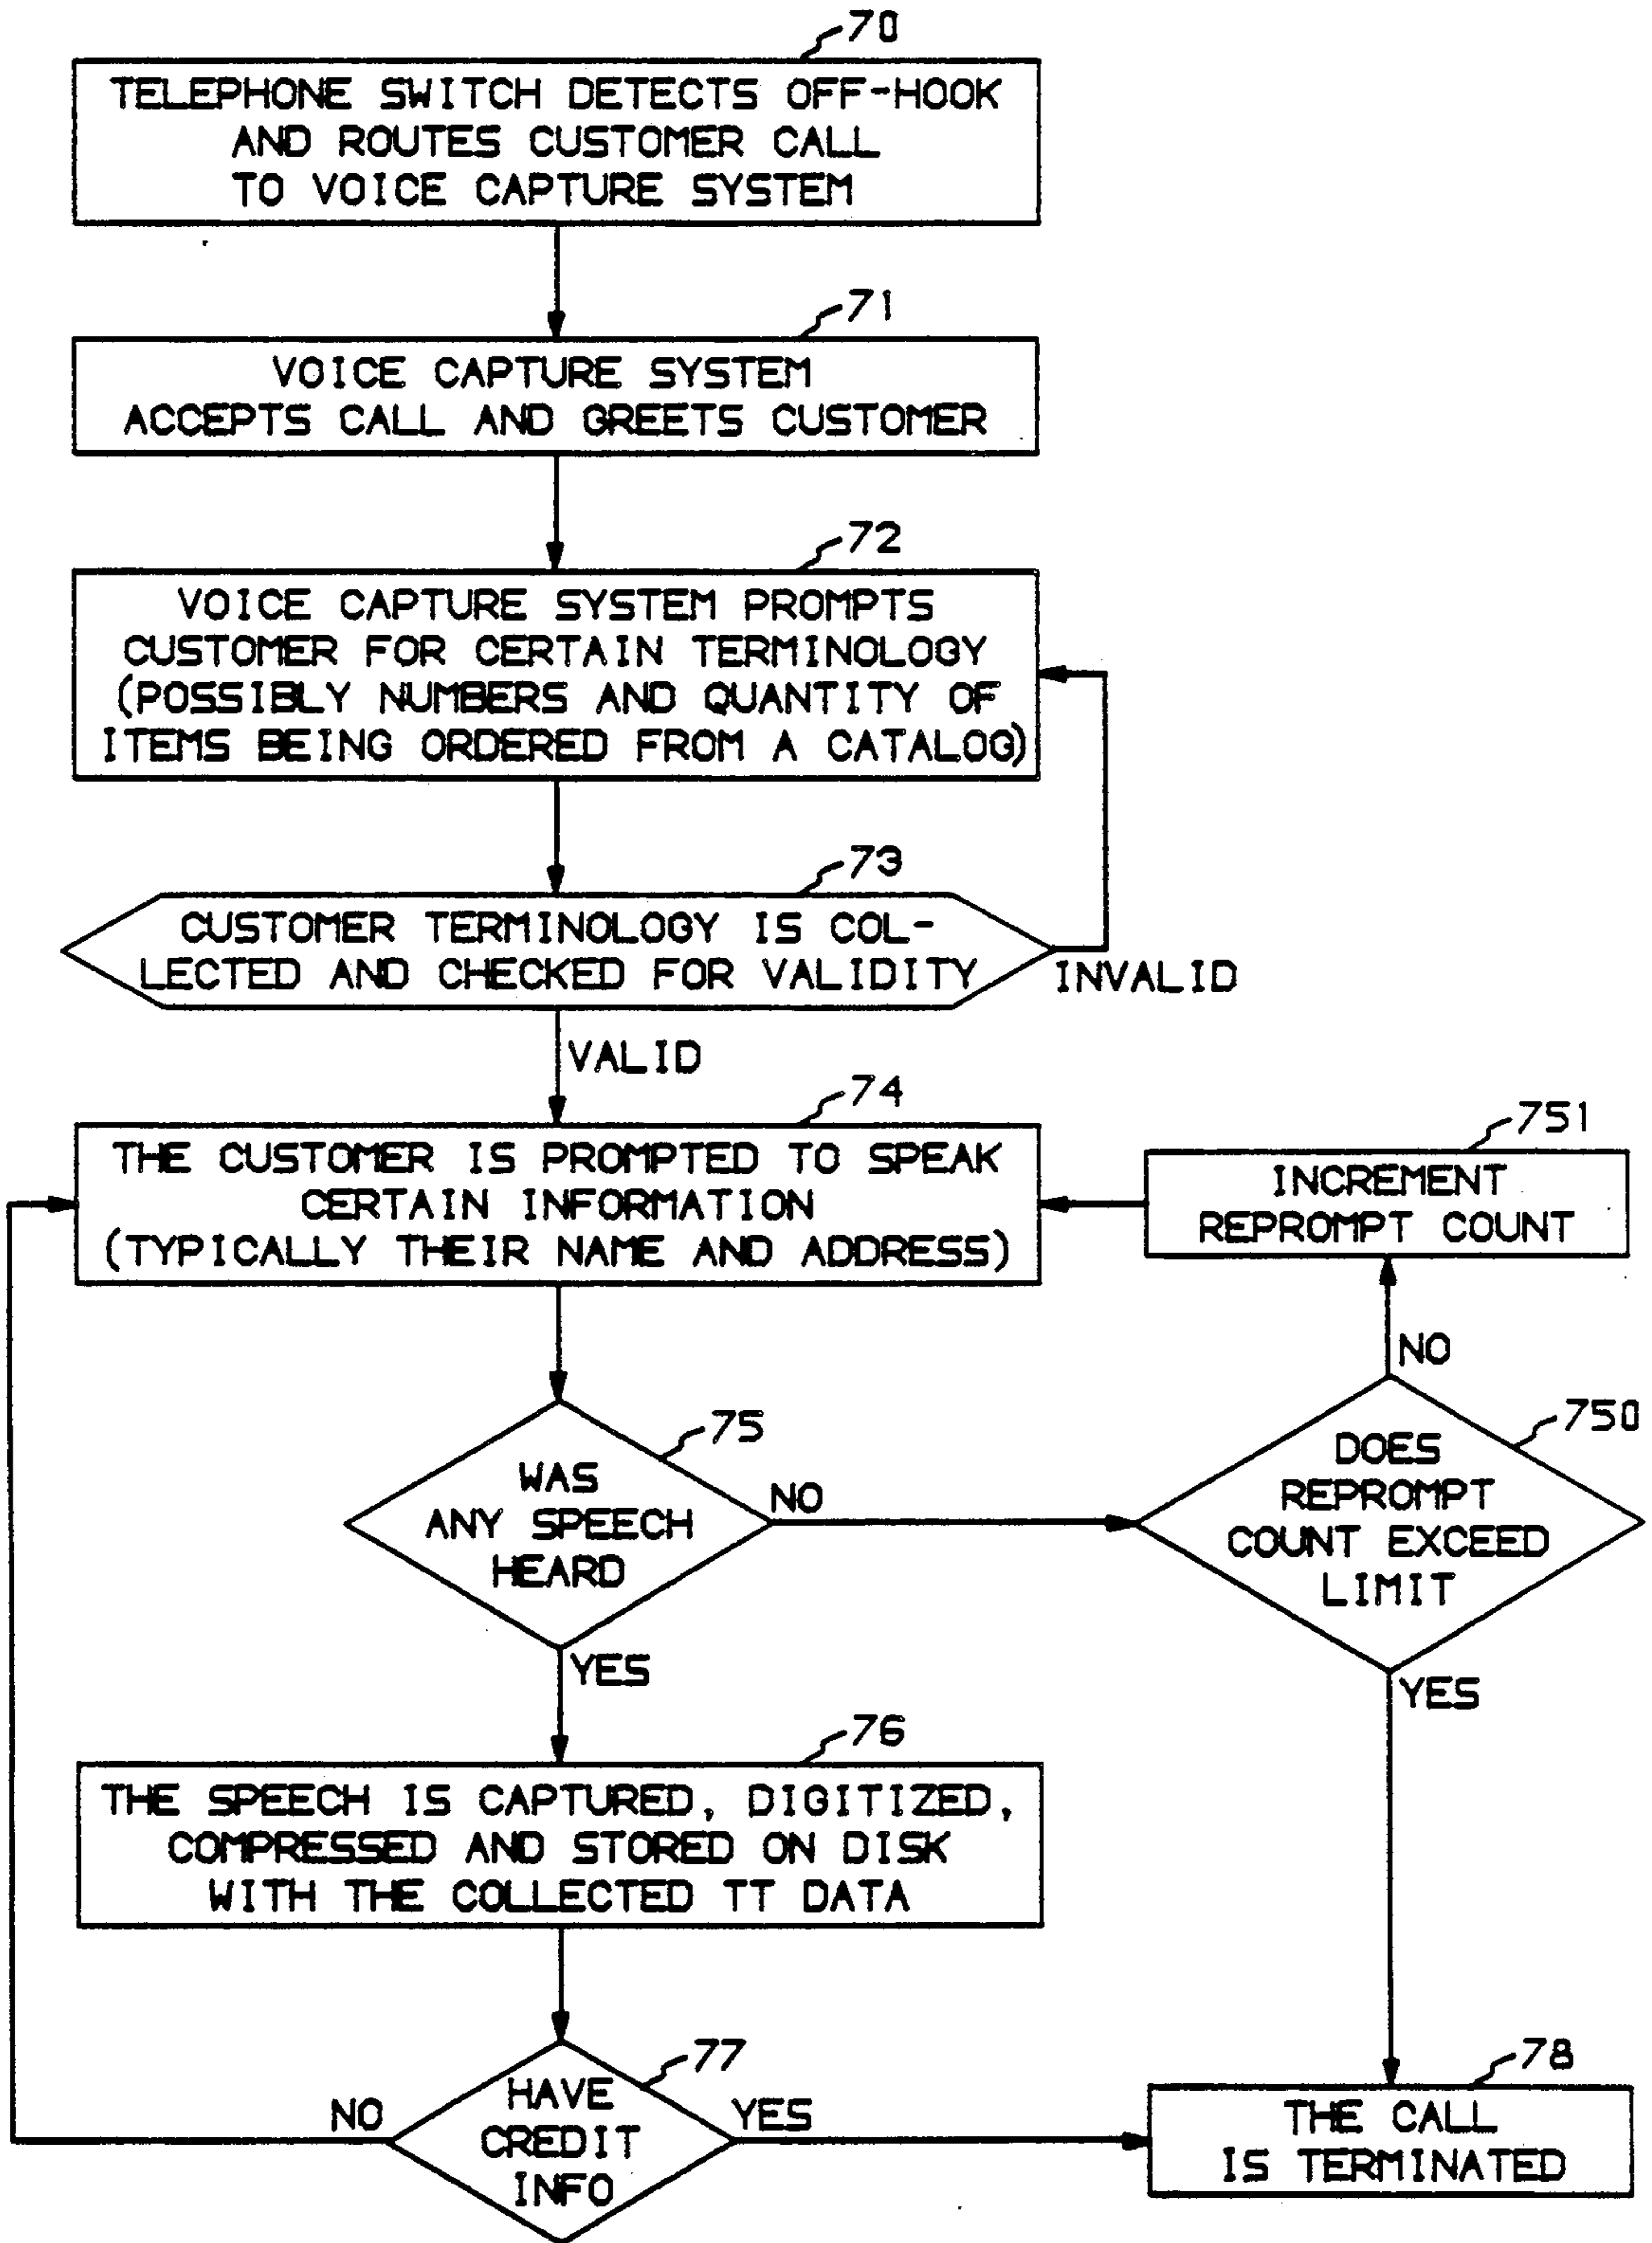 70
TELEPHONE SWITCH DETECTS OFF-HOOK
AND ROUTES CUSTOMER CALL
TO VOICE CAPTURE SYSTEM
71
VOICE CAPTURE SYSTEM
ACCEPTS CALL AND GREETS CUSTOMER
72
VOICE CAPTURE SYSTEM PROMPTS
CUSTOMER FOR CERTAIN TERMINOLOGY
(POSSIBLY NUMBERS AND QUANTITY OF
ITEMS BEING ORDERED FROM A CATALOG)
73
CUSTOMER TERMINOLOGY IS COL-
LECTED AND CHECKED FOR VALIDITY
INVALID
VALID
74
THE CUSTOMER IS PROMPTED TO SPEAK
CERTAIN INFORMATION
(TYPICALLY THEIR NAME AND ADDRESS)
751
INCREMENT
REPROMPT COUNT
NO
75
WAS
ANY SPEECH
HEARD
NO
750
DOES
REPROMPT
COUNT EXCEED
LIMIT
YES
YES
76
THE SPEECH IS CAPTURED, DIGITIZED,
COMPRESSED AND STORED ON DISK
WITH THE COLLECTED TT DATA
77
HAVE
CREDIT
INFO
NO
YES
78
THE CALL
IS TERMINATED